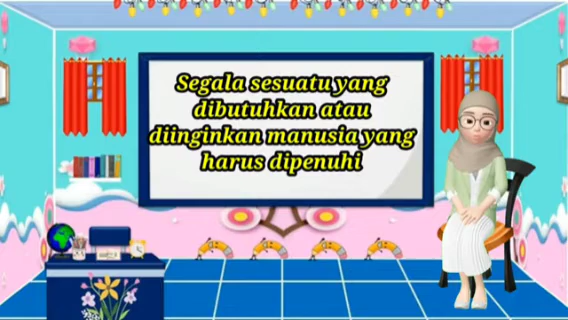 Segala sesuatu yang
dibutuhkan atau
diinginkan manusia yang
harus dipenuhi